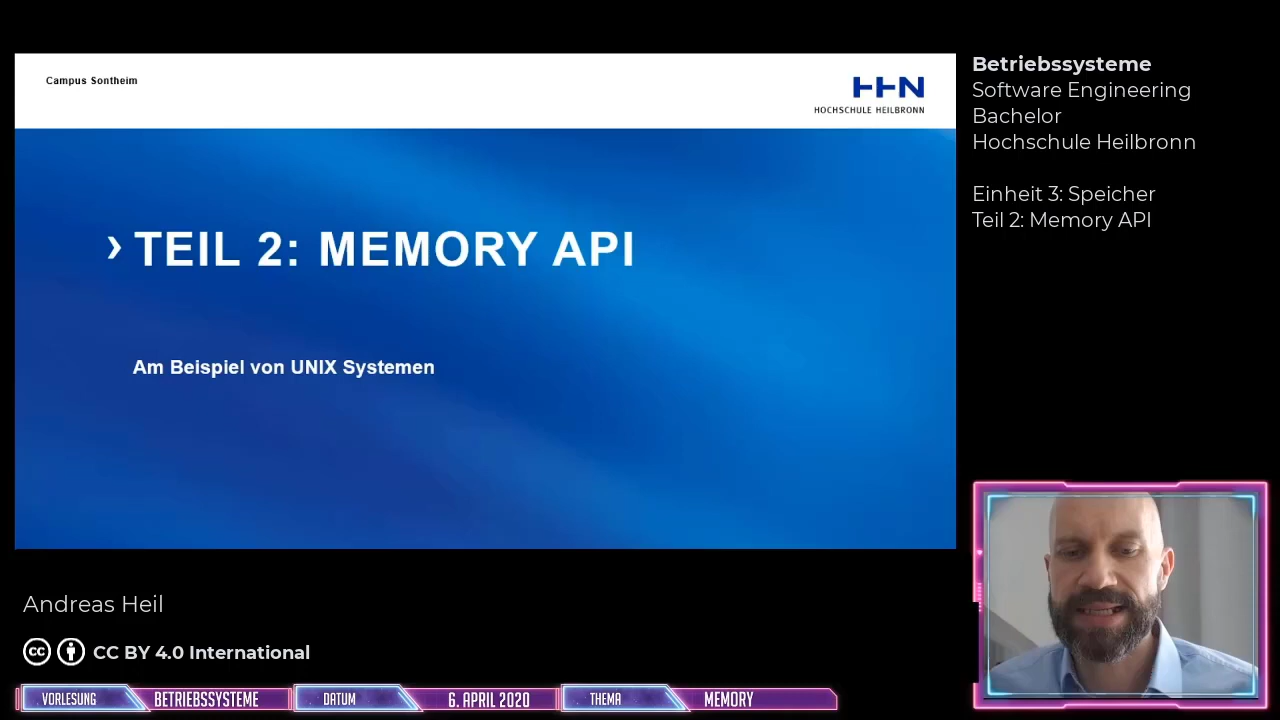 Campus Sontheim
HHN
HOCHSCHULE HEILBRONN
› TEIL 2: MEMORY API
Am Beispiel von UNIX Systemen
Betriebssysteme
Software Engineering
Bachelor
Hochschule Heilbronn
Einheit 3: Speicher
Teil 2: Memory API
Andreas Heil
cc CC BY 4.0 International
VORLESUNG BETRIEBSSYSTEME DATUM 6. APRIL 2020 THEMA MEMORY